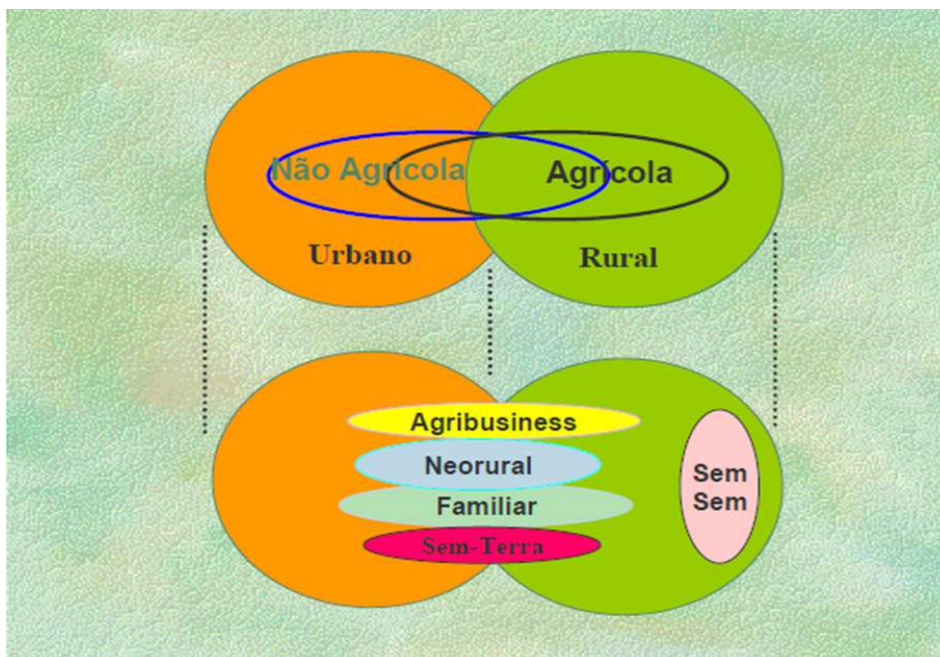 Não Agrícola
Agrícola
Urbano
Rural
Agribusiness
Neorural
Familiar
Sem-Terra
Sem
Sem